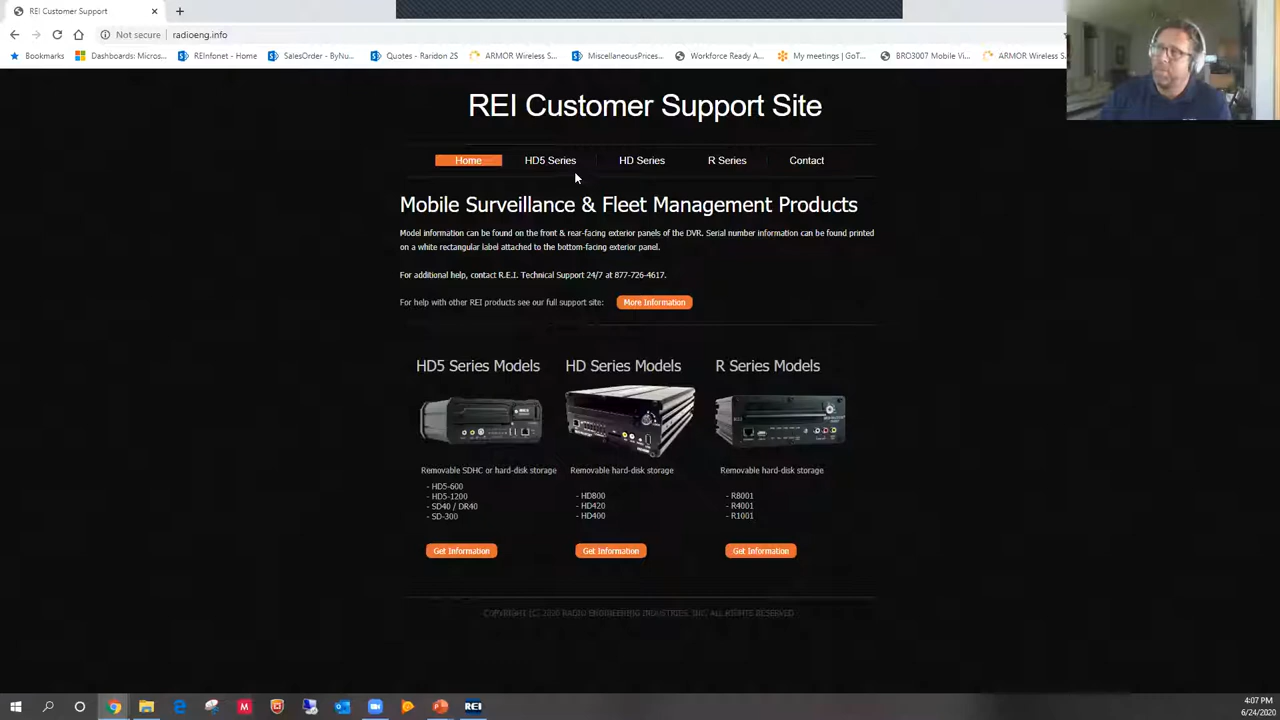 REI Customer Support
Not secure | radioeng.info
Bookmarks
Dashboards: Micros...
REInfonet - Home
SalesOrder - ByNu...
Quotes - Raridon 2S
ARMOR Wireless S...
MiscellaneousPrices...
Workforce Ready A...
My meetings | GoT...
BRO3007 Mobile Vi...
ARMOR Wireless S...
REI Customer Support Site
Home HD5 Series HD Series R Series Contact
Mobile Surveillance & Fleet Management Products
Model information can be found on the front & rear-facing exterior panels of the DVR. Serial number information can be found printed
on a white rectangular label attached to the bottom-facing exterior panel.
For additional help, contact R.E.I. Technical Support 24/7 at 877-726-4617.
For help with other REI products see our full support site: More Information
HD5 Series Models HD Series Models R Series Models
Removable SDHC or hard-disk storage Removable hard-disk storage Removable hard-disk storage
- HD5-600
- HD5-1200
- SD40 / DR40
- SD-300
- HD800
- HD420
- HD400
- R8001
- R4001
- R1001
Get Information Get Information Get Information
COPYRIGHT (C) 2020 RADIO ENGINEERING INDUSTRIES, INC. ALL RIGHTS RESERVED
REI
4:07 PM
6/24/2020